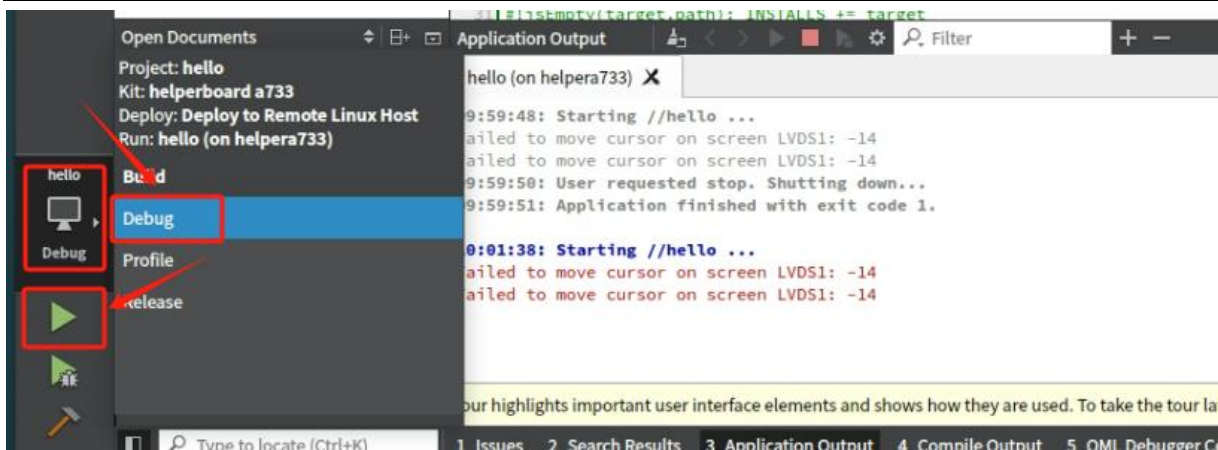 31 #!isEmpty(target.path): INSTALLS += target
Open Documents
Application Output
Filter
Project: hello
Kit: helperboard a733
Deploy: Deploy to Remote Linux Host
Run: hello (on helpera733)
hello
Debug
Build
Debug
Profile
Release
hello (on helpera733)
9:59:48: Starting //hello ...
ailed to move cursor on screen LVDS1: -14
ailed to move cursor on screen LVDS1: -14
9:59:50: User requested stop. Shutting down...
9:59:51: Application finished with exit code 1.
0:01:38: Starting //hello ...
ailed to move cursor on screen LVDS1: -14
ailed to move cursor on screen LVDS1: -14
our highlights important user interface elements and shows how they are used. To take the tour la
Type to locate (Ctrl+K)
1 Issues 2 Search Results 3 Application Output 4 Compile Output 5 QML Debugger Co